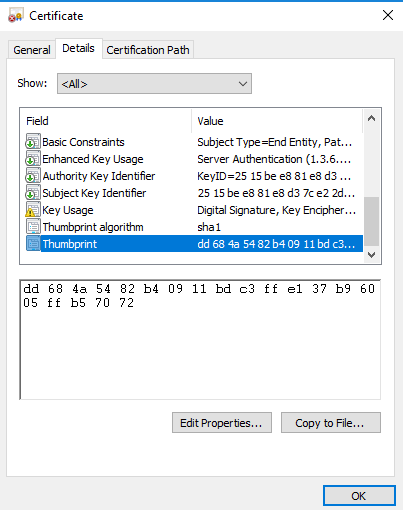 Certificate
General Details Certification Path
Show: <All>
Field Value
Basic Constraints Subject Type=End Entity, Pat...
Enhanced Key Usage Server Authentication (1.3.6....
Authority Key Identifier KeyID=25 15 be e8 81 e8 d3 ...
Subject Key Identifier 25 15 be e8 81 e8 d3 7c e2 2d...
Key Usage Digital Signature, Key Encipher...
Thumbprint algorithm sha1
Thumbprint dd 68 4a 54 82 b4 09 11 bd c3...
dd 68 4a 54 82 b4 09 11 bd c3 ff e1 37 b9 60
05 ff b5 70 72
Edit Properties... Copy to File...
OK